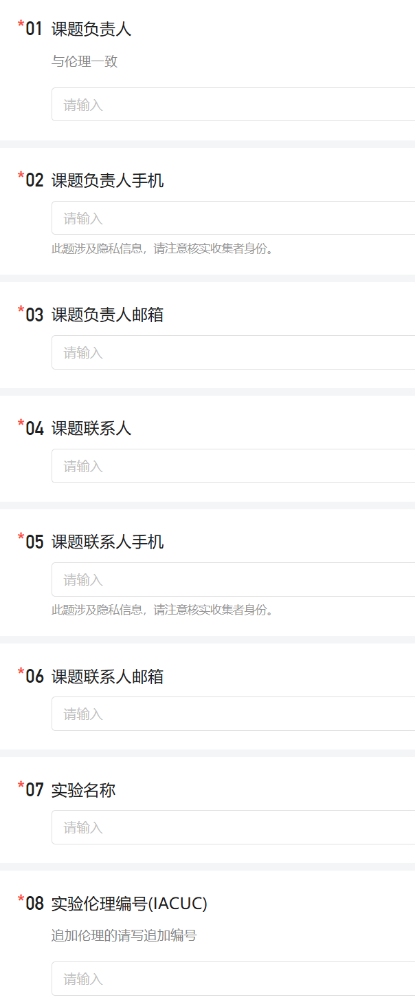 *01 课题负责人
与伦理一致
请输入
*02 课题负责人手机
请输入
此题涉及隐私信息，请注意核实收集者身份。
*03 课题负责人邮箱
请输入
*04 课题联系人
请输入
*05 课题联系人手机
请输入
此题涉及隐私信息，请注意核实收集者身份。
*06 课题联系人邮箱
请输入
*07 实验名称
请输入
*08 实验伦理编号(IACUC)
追加伦理的请写追加编号
请输入